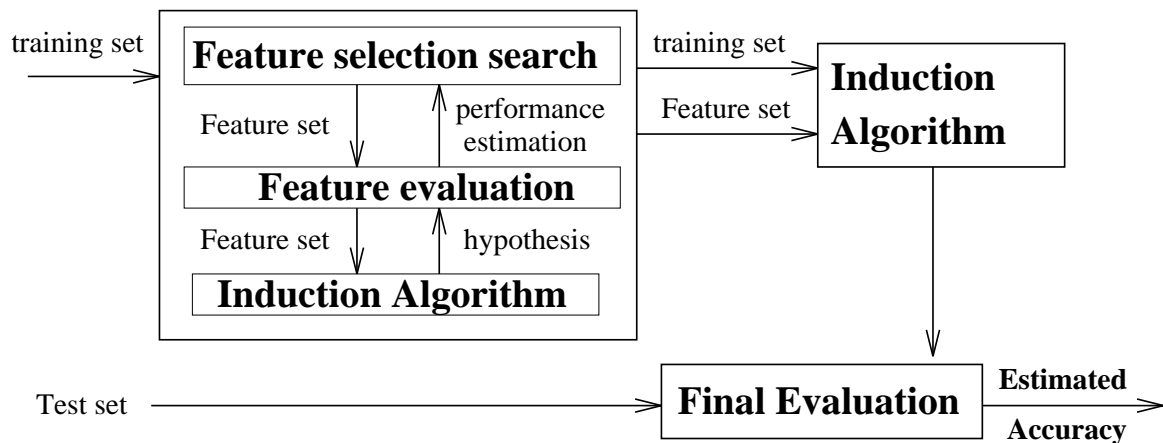 training set
Feature selection search
training set
Feature set
performance
estimation
Feature set
Induction
Algorithm
Feature evaluation
Feature set
hypothesis
Induction Algorithm
Test set
Final Evaluation
Estimated
Accuracy